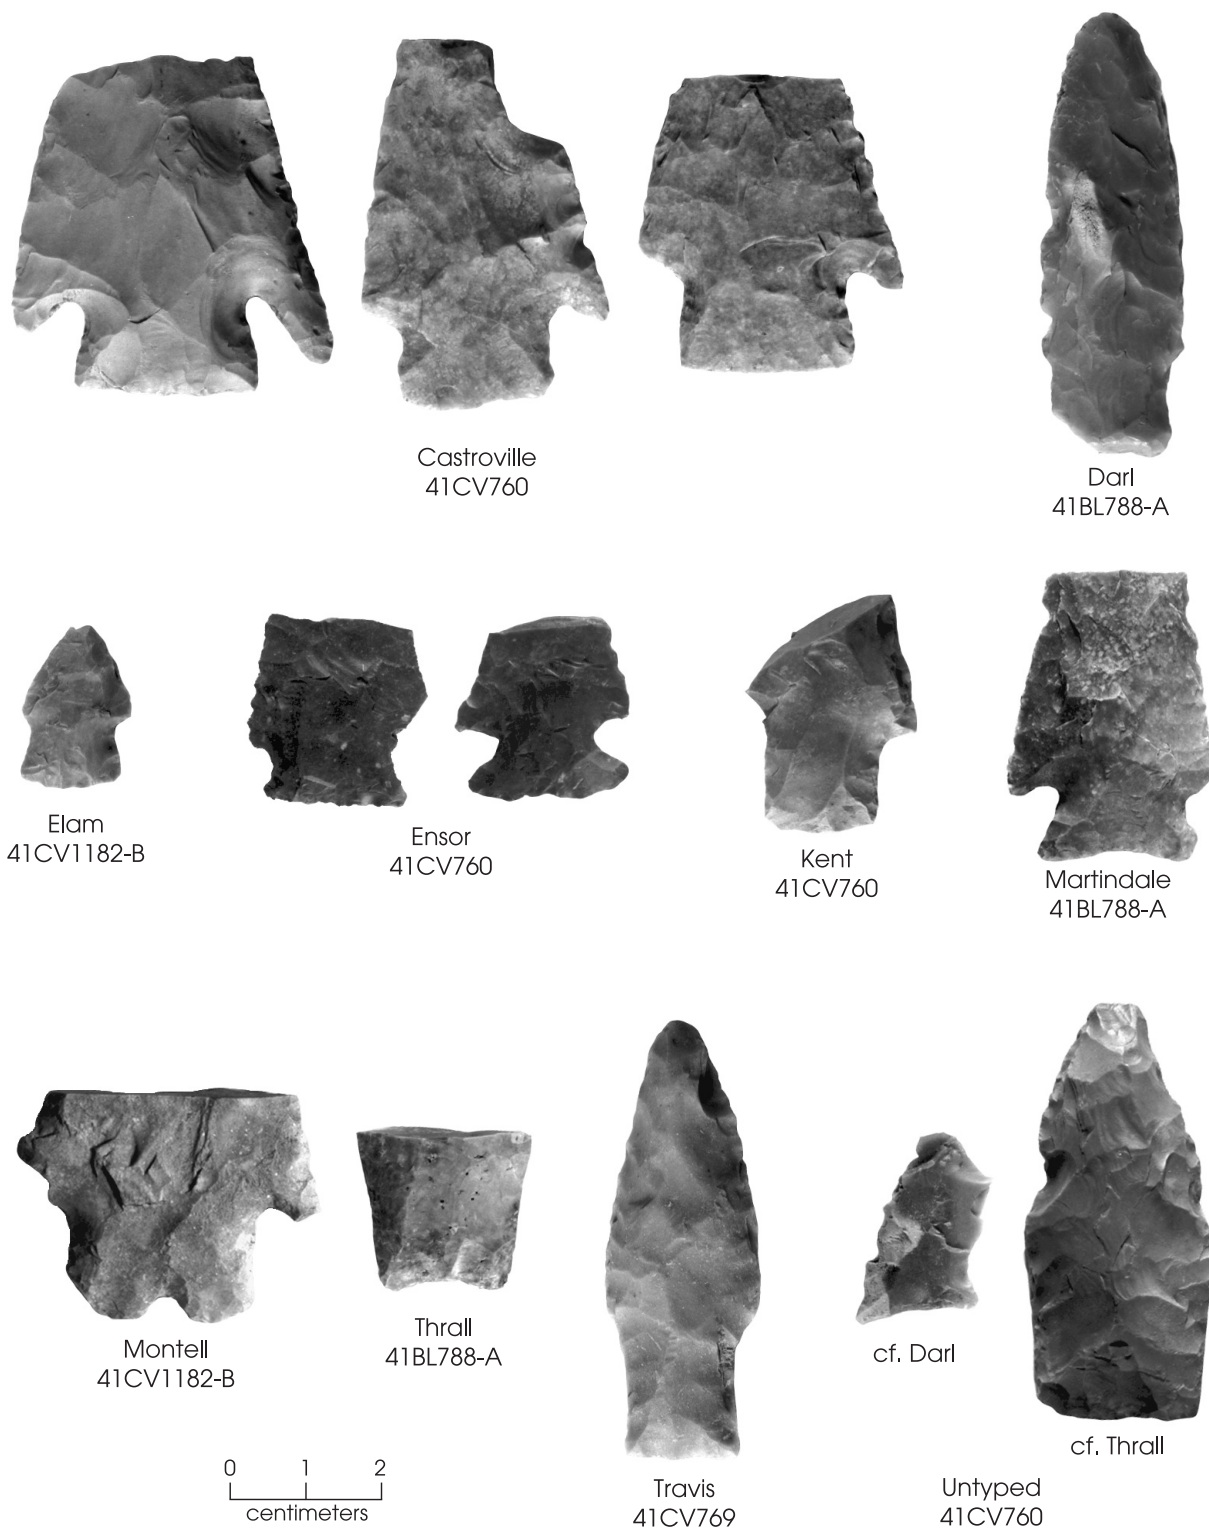 Castroville
41CV760
Darl
41BL788-A
Elam
41CV1182-B
Ensor
41CV760
Kent
41CV760
Martindale
41BL788-A
Montell
41CV1182-B
Thrall
41BL788-A
Travis
41CV769
cf. Darl
cf. Thrall
Untyped
41CV760
0 1 2
centimeters